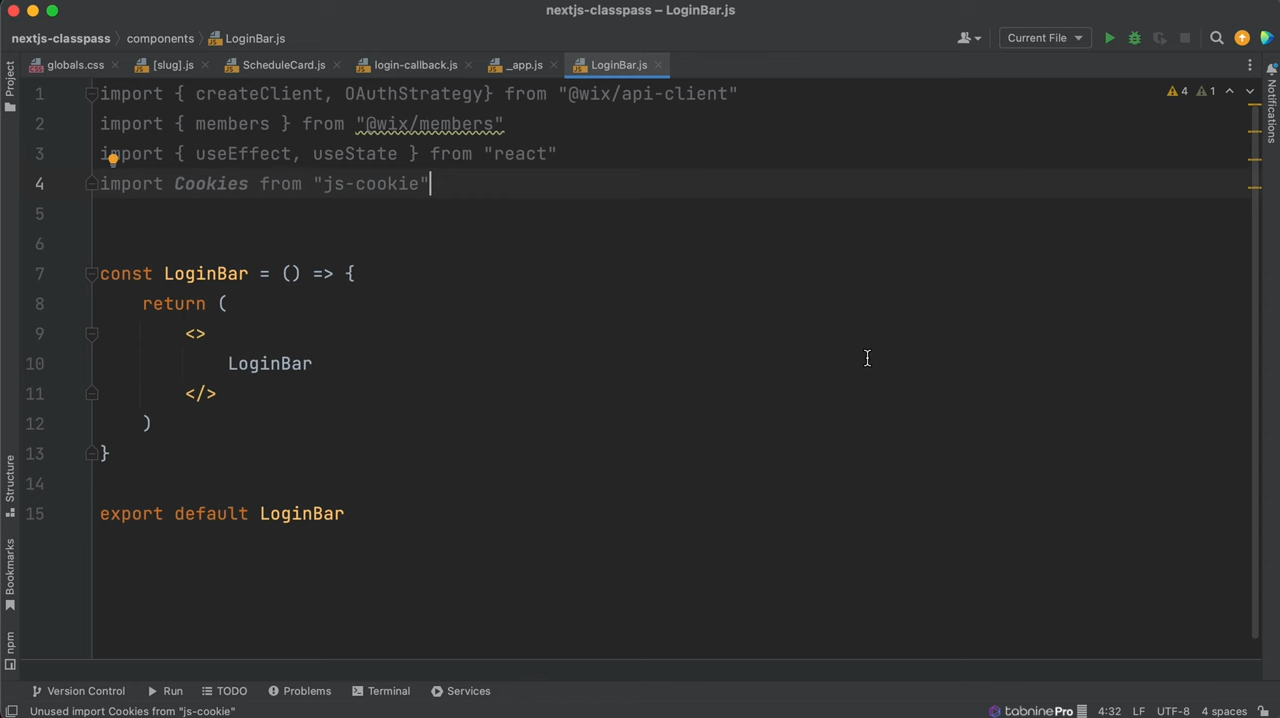 nextjs-classpass – LoginBar.js
nextjs-classpass components LoginBar.js Current File
globals.css [slug].js ScheduleCard.js login-callback.js _app.js LoginBar.js
Project
1 import { createClient, OAuthStrategy} from "@wix/api-client"
4 1
2 import { members } from "@wix/members"
3 import { useEffect, useState } from "react"
4 import Cookies from "js-cookie"
5
6
7 const LoginBar = () => {
8 return (
9 <>
10 LoginBar
11 </>
12 )
13 }
14
15 export default LoginBar
Notifications
Structure
Bookmarks
npm
Version Control Run TODO Problems Terminal Services
Unused import Cookies from "js-cookie" tabninePro 4:32 LF UTF-8 4 spaces